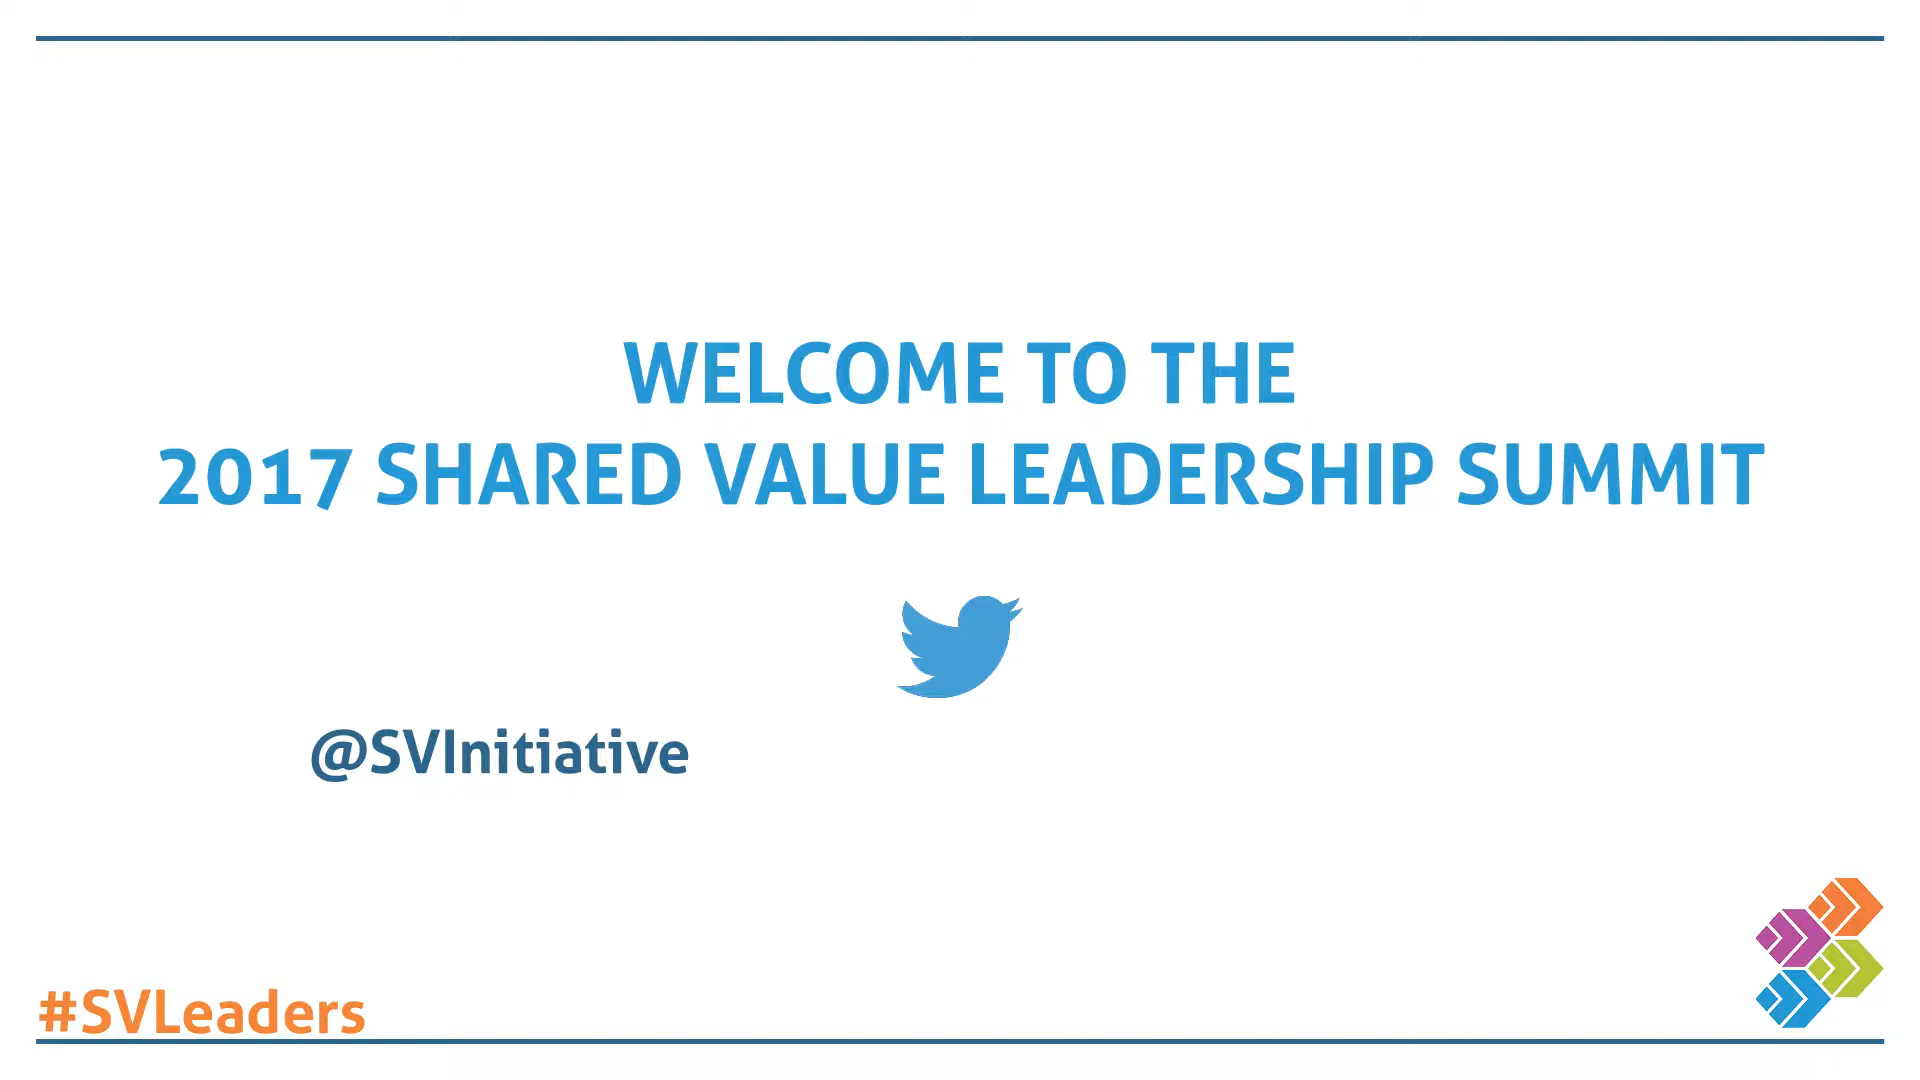 WELCOME TO THE
2017 SHARED VALUE LEADERSHIP SUMMIT
@SVInitiative
#SVLeaders